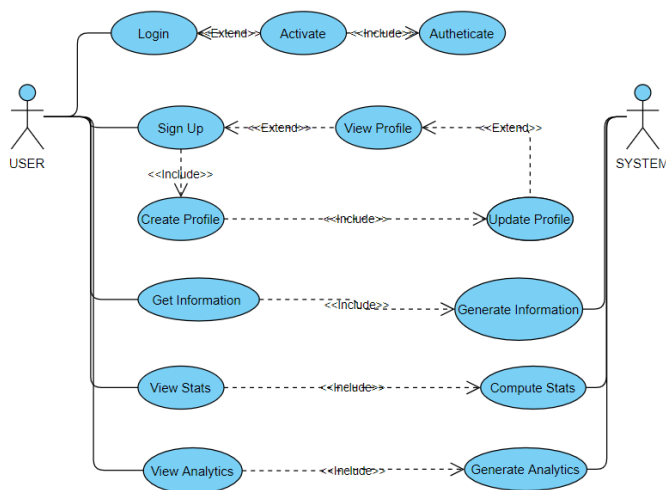 Login
<<Extend>>
Activate
<<Include>>
Autheticate
USER
Sign Up
<<Extend>>
View Profile
<<Extend>>
SYSTEM
<<Include>>
Create Profile
<<Include>>
Update Profile
Get Information
<<Include>>
Generate Information
View Stats
<<Include>>
Compute Stats
View Analytics
<<Include>>
Generate Analytics